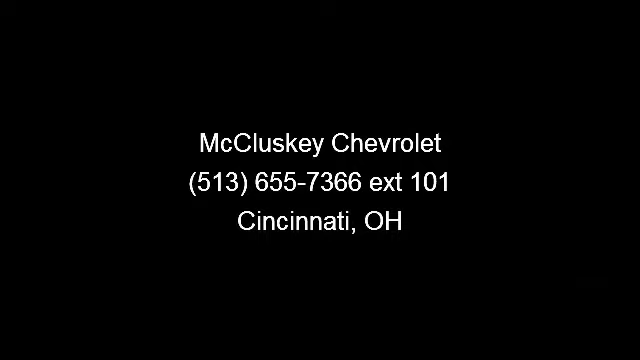 McCluskey Chevrolet
(513) 655-7366 ext 101
Cincinnati, OH